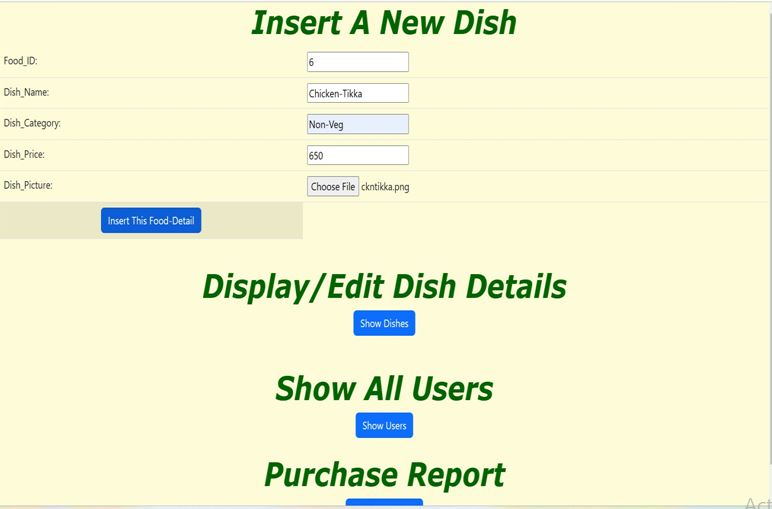 Insert A New Dish
Food_ID: 6
Dish_Name: Chicken-Tikka
Dish_Category: Non-Veg
Dish_Price: 650
Dish_Picture: Choose File ckntikka.png
Insert This Food-Detail
Display/Edit Dish Details
Show Dishes
Show All Users
Show Users
Purchase Report
Act